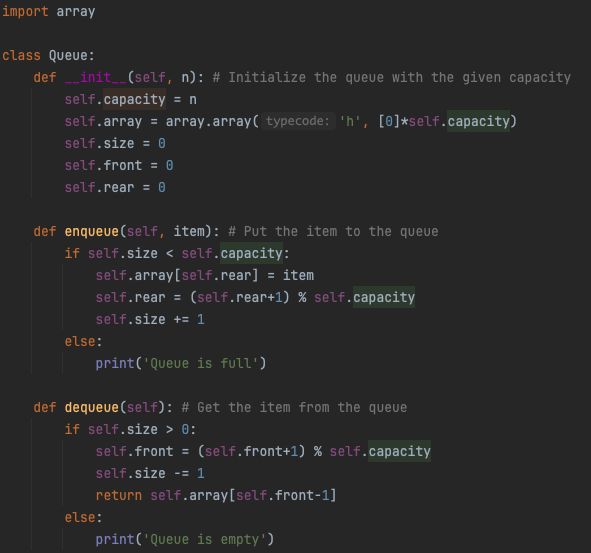 import array
class Queue:
    def __init__(self, n): # Initialize the queue with the given capacity
        self.capacity = n
        self.array = array.array( typecode: 'h', [0]*self.capacity)
        self.size = 0
        self.front = 0
        self.rear = 0
    def enqueue(self, item): # Put the item to the queue
        if self.size < self.capacity:
            self.array[self.rear] = item
            self.rear = (self.rear+1) % self.capacity
            self.size += 1
        else:
            print('Queue is full')
    def dequeue(self): # Get the item from the queue
        if self.size > 0:
            self.front = (self.front+1) % self.capacity
            self.size -= 1
            return self.array[self.front-1]
        else:
            print('Queue is empty')